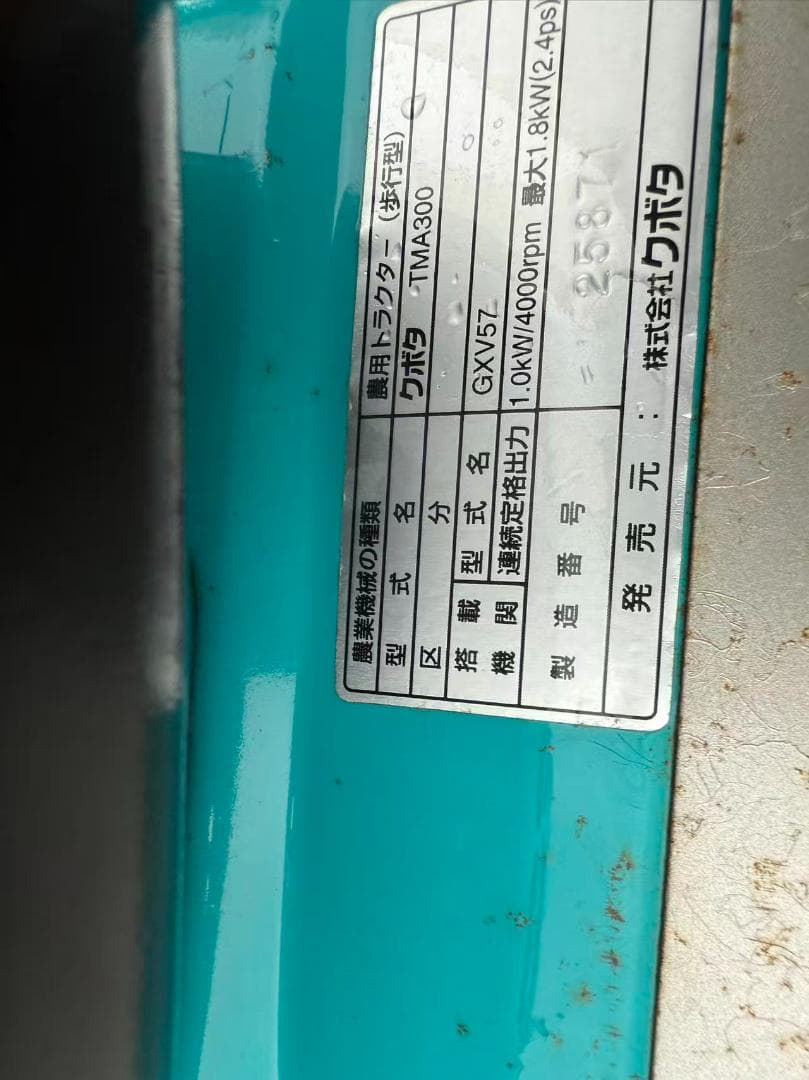 農業機械の種類 農用トラクター(歩行型)
型式名 クボタ TMA300
区分
搭載機関 型式名 GXV57
連続定格出力 1.0kW/4000rpm 最大1.8kW(2.4ps)
製造番号 25871
発売元: 株式会社クボタ